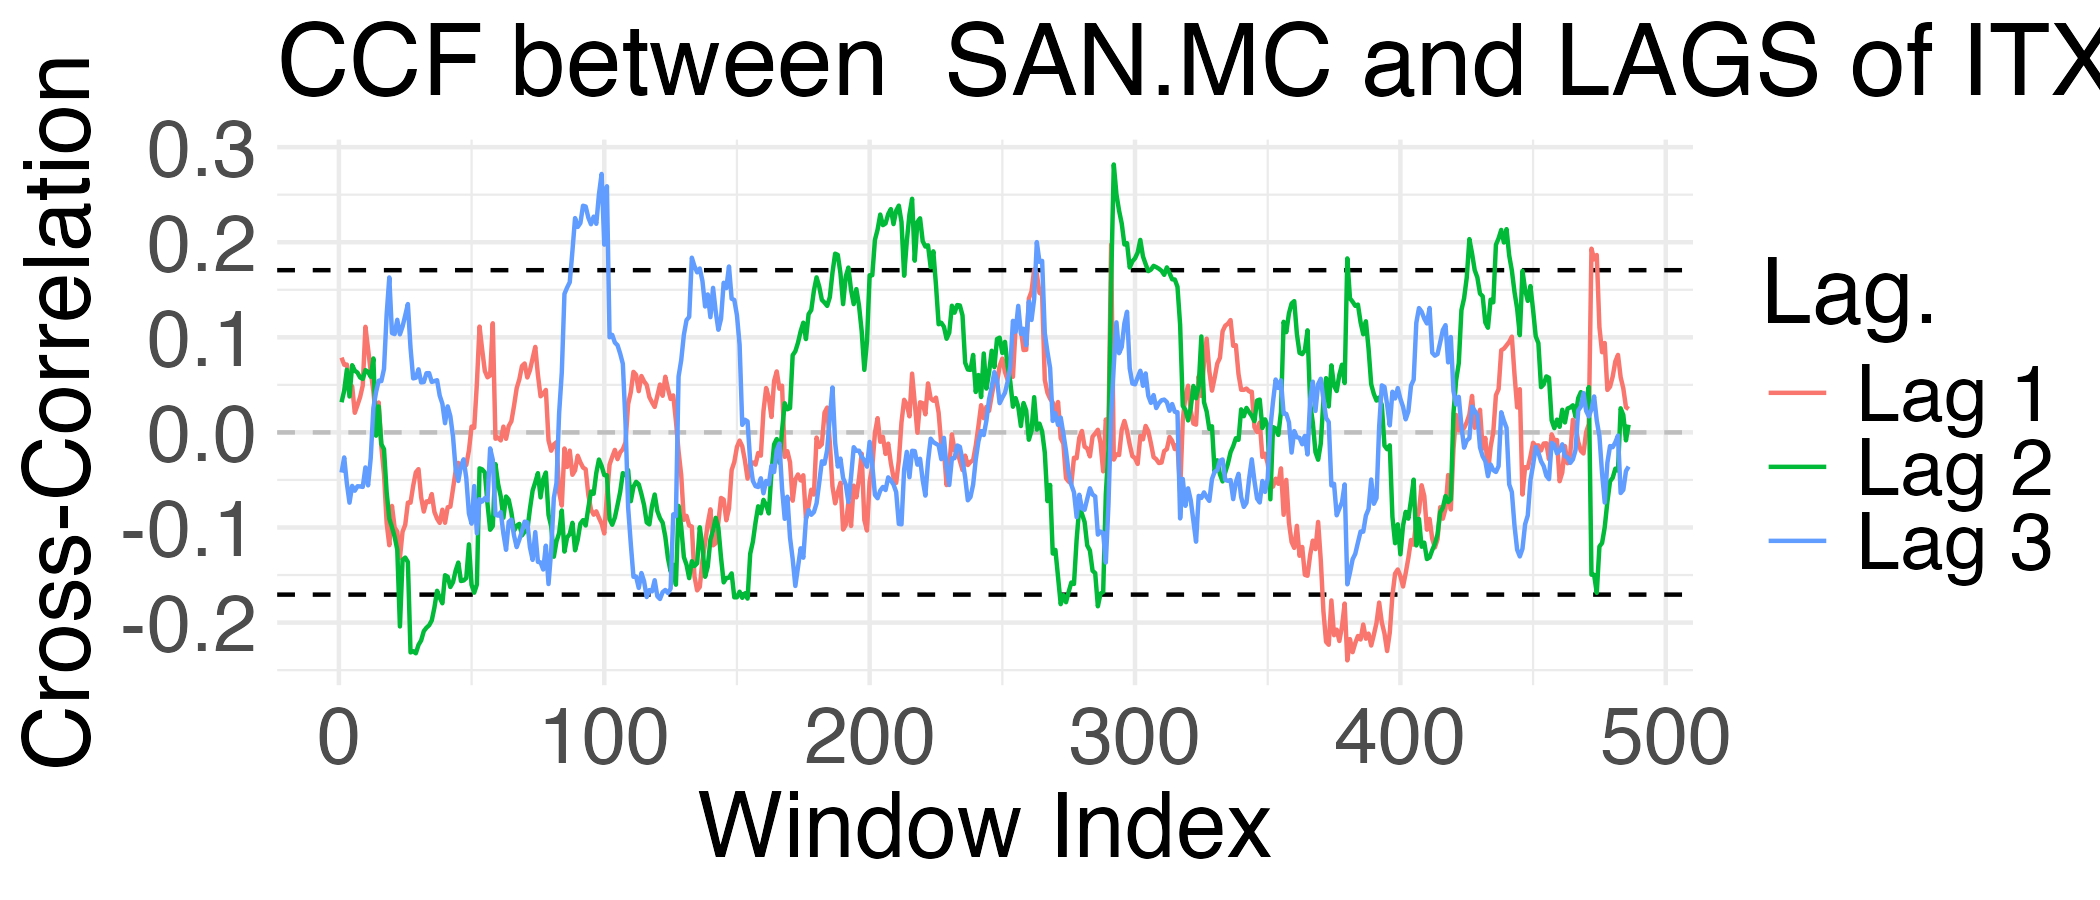 CCF between  SAN.MC and LAGS of ITX
Cross-Correlation
0.3
0.2
0.1
0.0
-0.1
-0.2
0 100 200 300 400 500
Window Index
Lag.
Lag 1
Lag 2
Lag 3